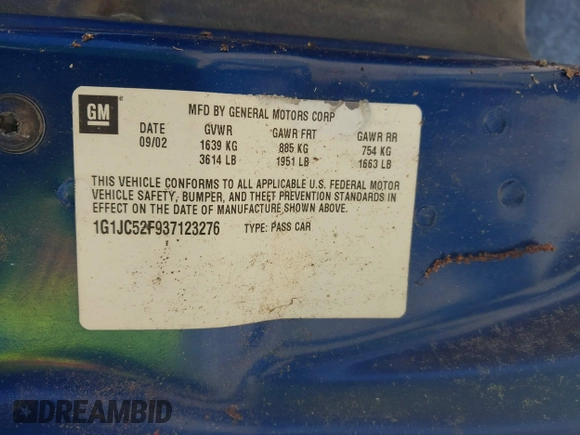 GM
MFD BY GENERAL MOTORS CORP
DATE GVWR GAWR FRT GAWR RR
09/02 1639 KG 885 KG 754 KG
3614 LB 1951 LB 1663 LB
THIS VEHICLE CONFORMS TO ALL APPLICABLE U.S. FEDERAL MOTOR
VEHICLE SAFETY, BUMPER, AND THEFT PREVENTION STANDARDS IN
EFFECT ON THE DATE OF MANUFACTURE SHOWN ABOVE.
1G1JC52F937123276 TYPE: PASS CAR
DREAMBID